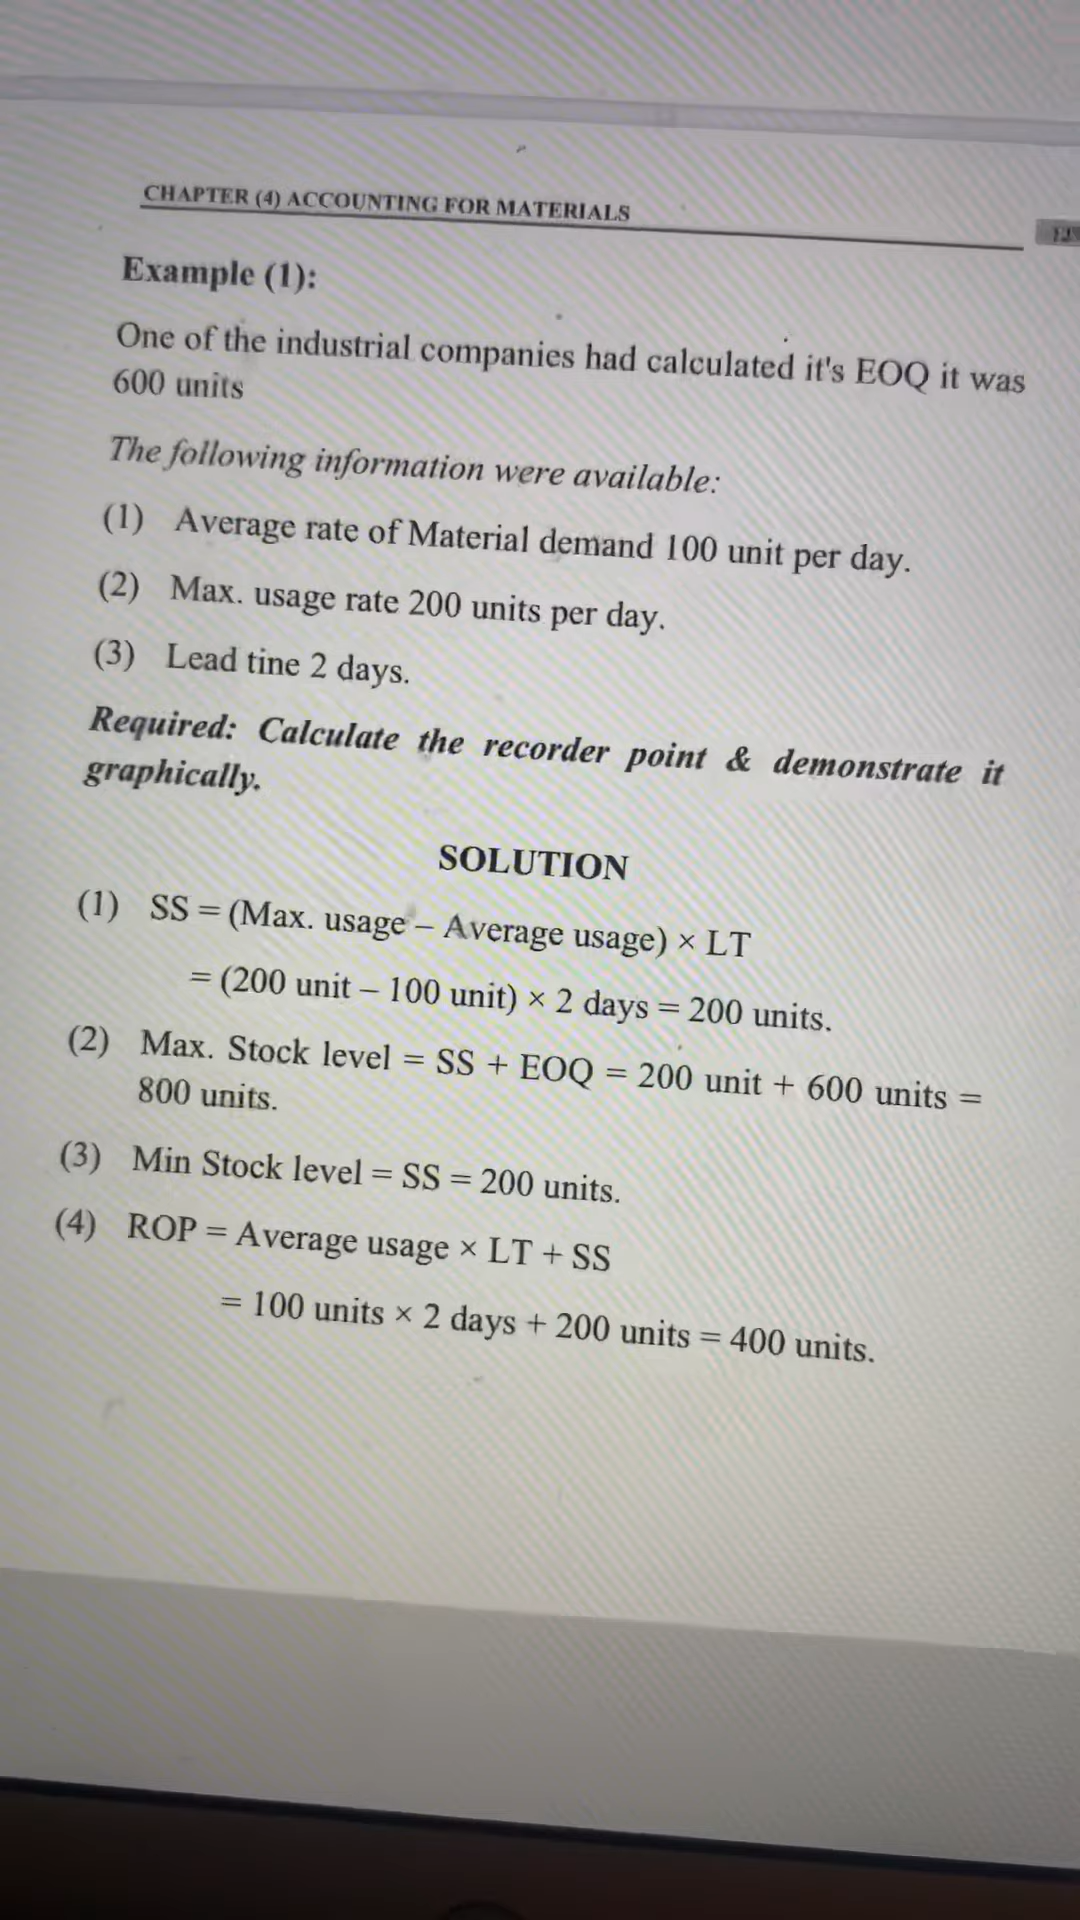 CHAPTER (4) ACCOUNTING FOR MATERIALS
Example (1):
One of the industrial companies had calculated it's EOQ it was
600 units
The following information were available:
(1) Average rate of Material demand 100 unit per day.
(2) Max. usage rate 200 units per day.
(3) Lead tine 2 days.
Required: Calculate the recorder point & demonstrate it
graphically.
SOLUTION
(1) SS = (Max. usage – Average usage) × LT
= (200 unit – 100 unit) × 2 days = 200 units.
(2) Max. Stock level = SS + EOQ = 200 unit + 600 units =
800 units.
(3) Min Stock level = SS = 200 units.
(4) ROP = Average usage × LT + SS
= 100 units × 2 days + 200 units = 400 units.